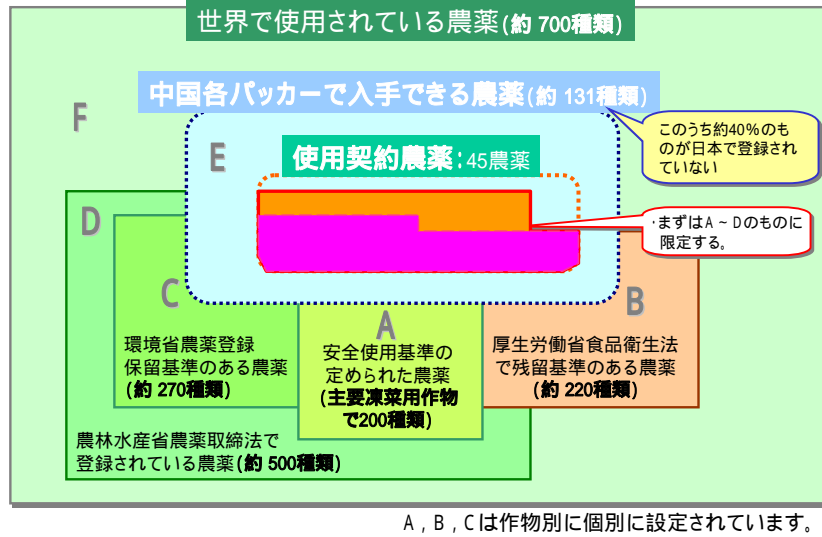 世界で使用されている農薬(約 700種類)
中国各パッカーで入手できる農薬(約 131種類)
F
このうち約40%のも
のが日本で登録され
ていない
E
使用契約農薬:45農薬
D
・まずはA~Dのものに
限定する。
C
B
A
環境省農薬登録
保留基準のある農薬
(約 270種類)
安全使用基準の
定められた農薬
(主要凍菜用作物
で200種類)
厚生労働省食品衛生法
で残留基準のある農薬
(約 220種類)
農林水産省農薬取締法で
登録されている農薬(約 500種類)
A,B,Cは作物別に個別に設定されています。